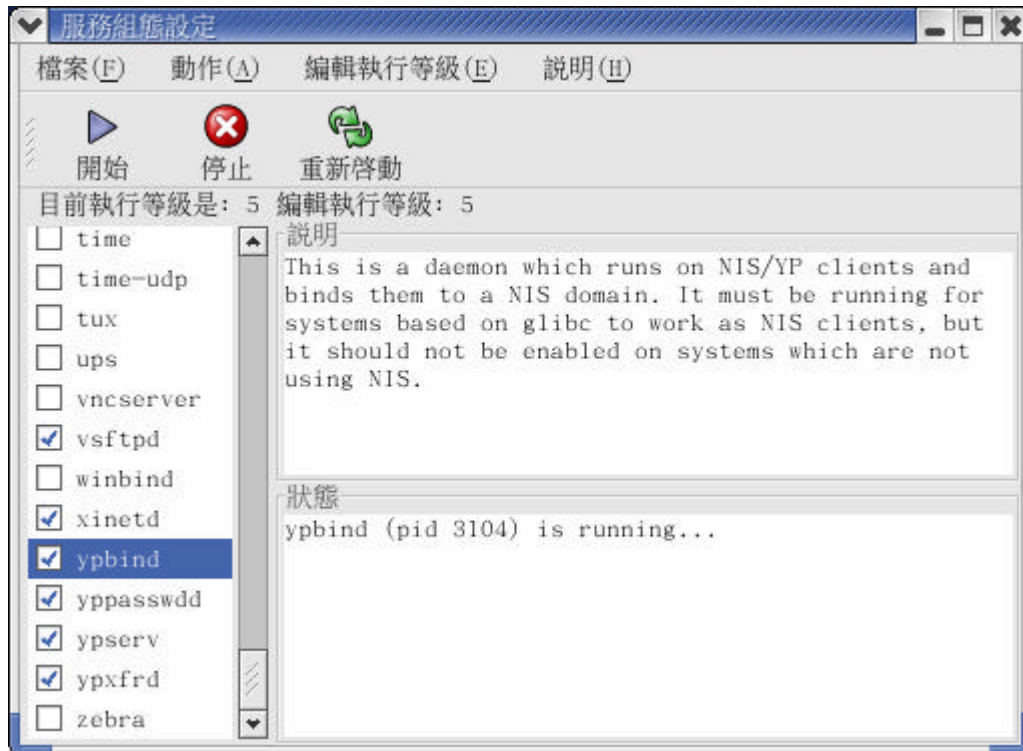 服務組態設定
檔案(F) 動作(A) 編輯執行等級(E) 説明(H)
開始 停止 重新啓動
目前執行等級是: 5 編輯執行等級: 5
time
time-udp
tux
ups
vncserver
vsftpd
winbind
xinetd
ypbind
yppasswdd
ypserv
ypxfrd
zebra
説明
This is a daemon which runs on NIS/YP clients and
binds them to a NIS domain. It must be running for
systems based on glibc to work as NIS clients, but
it should not be enabled on systems which are not
using NIS.
狀態
ypbind (pid 3104) is running...